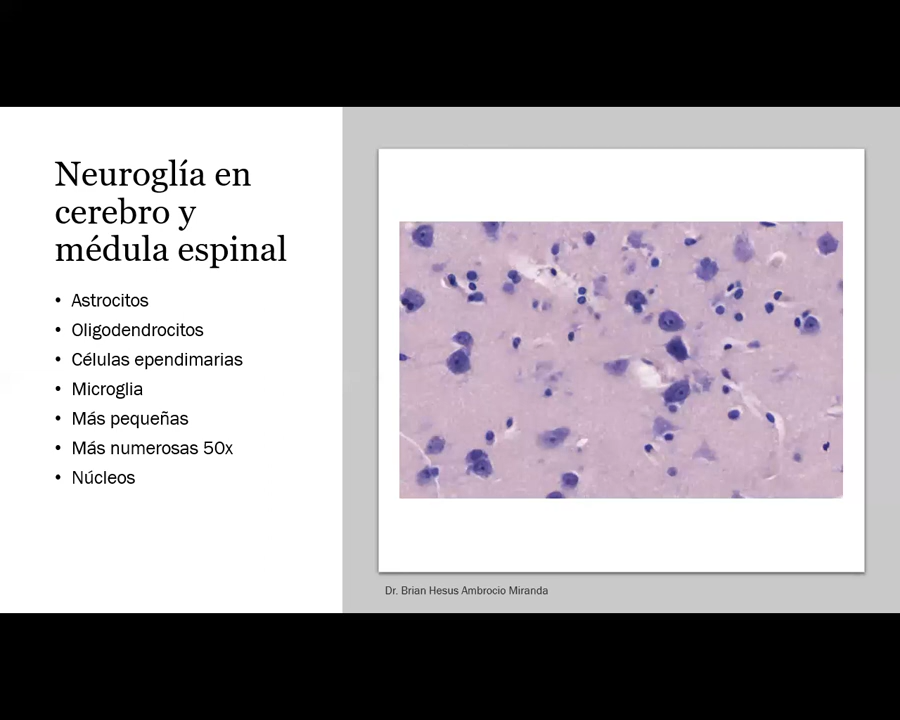 Neuroglía en
cerebro y
médula espinal
• Astrocitos
• Oligodendrocitos
• Células ependimarias
• Microglia
• Más pequeñas
• Más numerosas 50x
• Núcleos
Dr. Brian Hesus Ambrocio Miranda